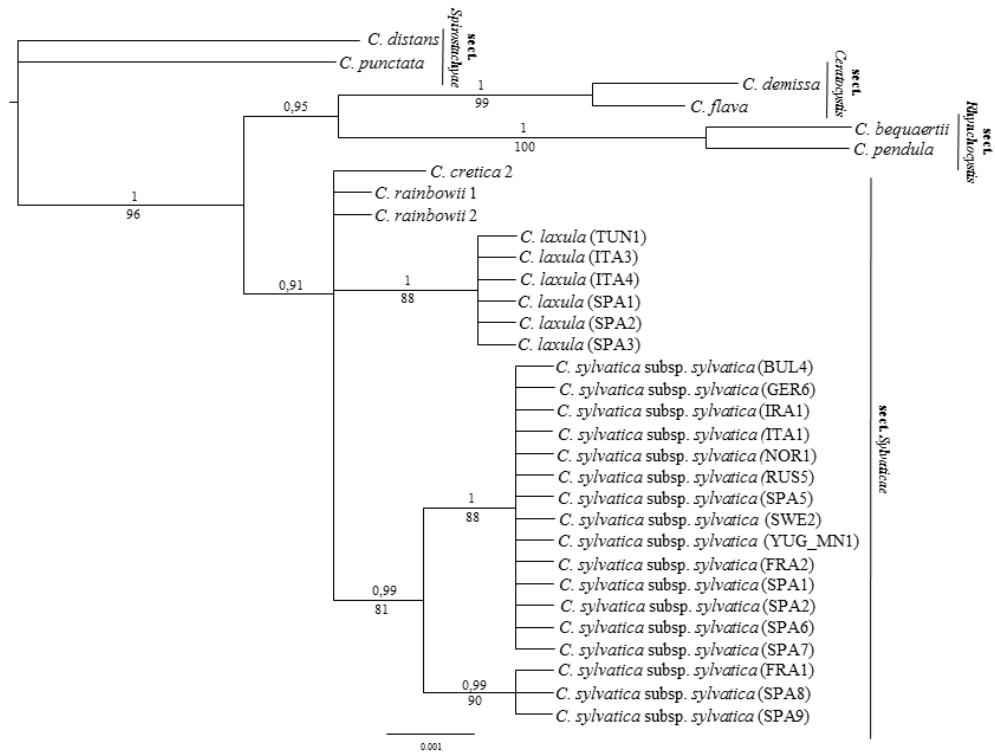 C. distans
C. punctata
sect.
Spirostachyae
1
99
C. demissa
C. flava
sect.
Ceratocystis
0,95
1
100
C. bequaertii
C. pendula
sect.
Rhynchocystis
1
96
C. cretica 2
C. rainbowii 1
C. rainbowii 2
0,91
1
88
C. laxula (TUN1)
C. laxula (ITA3)
C. laxula (ITA4)
C. laxula (SPA1)
C. laxula (SPA2)
C. laxula (SPA3)
C. sylvatica subsp. sylvatica (BUL4)
C. sylvatica subsp. sylvatica (GER6)
C. sylvatica subsp. sylvatica (IRA1)
C. sylvatica subsp. sylvatica (ITA1)
C. sylvatica subsp. sylvatica (NOR1)
C. sylvatica subsp. sylvatica (RUS5)
C. sylvatica subsp. sylvatica (SPA5)
C. sylvatica subsp. sylvatica (SWE2)
C. sylvatica subsp. sylvatica (YUG_MN1)
C. sylvatica subsp. sylvatica (FRA2)
C. sylvatica subsp. sylvatica (SPA1)
C. sylvatica subsp. sylvatica (SPA2)
C. sylvatica subsp. sylvatica (SPA6)
C. sylvatica subsp. sylvatica (SPA7)
1
88
0,99
81
C. sylvatica subsp. sylvatica (FRA1)
C. sylvatica subsp. sylvatica (SPA8)
C. sylvatica subsp. sylvatica (SPA9)
0,99
90
sect. Sylvaticae
0.001